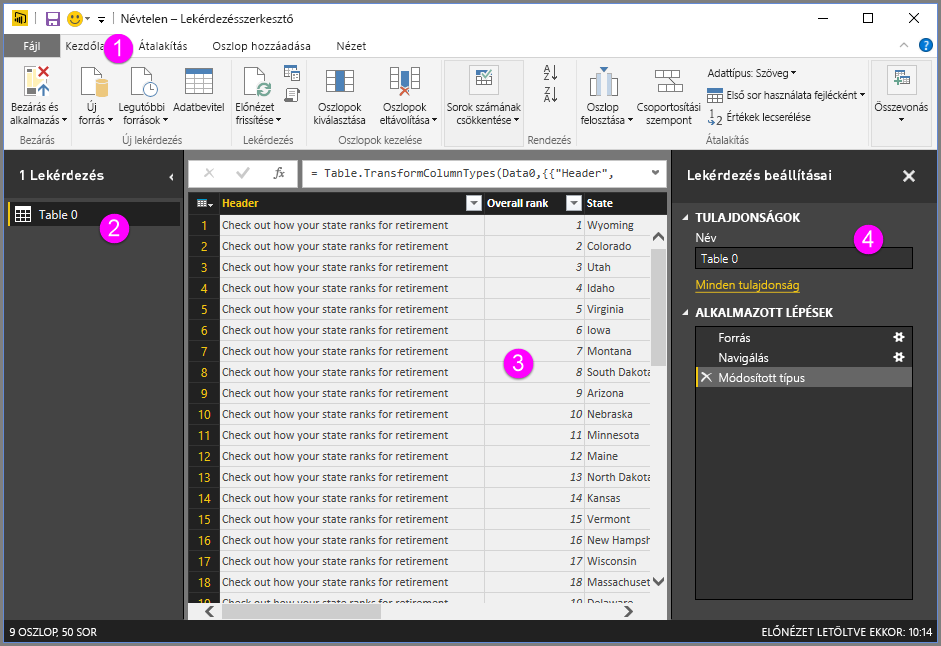 Névtelen – Lekérdezésszerkesztő
Fájl
Átalakítás
Oszlop hozzáadása
Nézet
1
Bezárás és alkalmazás
Új forrás
Legutóbbi források
Adatbevitel
Előnézet frissítése
Oszlopok kiválasztása
Oszlopok eltávolítása
Sorok számának csökkentése
Oszlop felosztása
Csoportosítási szempont
Adattípus: Szöveg
Első sor használata fejlécként
Értékek lecserélése
Összevonás
Bezárás
Új lekérdezés
Lekérdezés
Oszlopok kezelése
Rendezés
Átalakítás
1 Lekérdezés
Table 0
2
fx
= Table.TransformColumnTypes(Data0,{{"Header",
Header Overall rank State
1 Check out how your state ranks for retirement 1 Wyoming
2 Check out how your state ranks for retirement 2 Colorado
3 Check out how your state ranks for retirement 3 Utah
4 Check out how your state ranks for retirement 4 Idaho
5 Check out how your state ranks for retirement 5 Virginia
6 Check out how your state ranks for retirement 6 Iowa
7 Check out how your state ranks for retirement 7 Montana
8 Check out how your state ranks for retirement 8 South Dakota
9 Check out how your state ranks for retirement 9 Arizona
10 Check out how your state ranks for retirement 10 Nebraska
11 Check out how your state ranks for retirement 11 Minnesota
12 Check out how your state ranks for retirement 12 Maine
13 Check out how your state ranks for retirement 13 North Dakota
14 Check out how your state ranks for retirement 14 Kansas
15 Check out how your state ranks for retirement 15 Vermont
16 Check out how your state ranks for retirement 16 New Hampsh
17 Check out how your state ranks for retirement 17 Wisconsin
18 Check out how your state ranks for retirement 18 Massachuset
3
Lekérdezés beállításai
TULAJDONSÁGOK
Név
4
Table 0
Minden tulajdonság
ALKALMAZOTT LÉPÉSEK
Forrás
Navigálás
Módosított típus
9 OSZLOP, 50 SOR
ELŐNÉZET LETÖLTVE EKKOR: 10:14